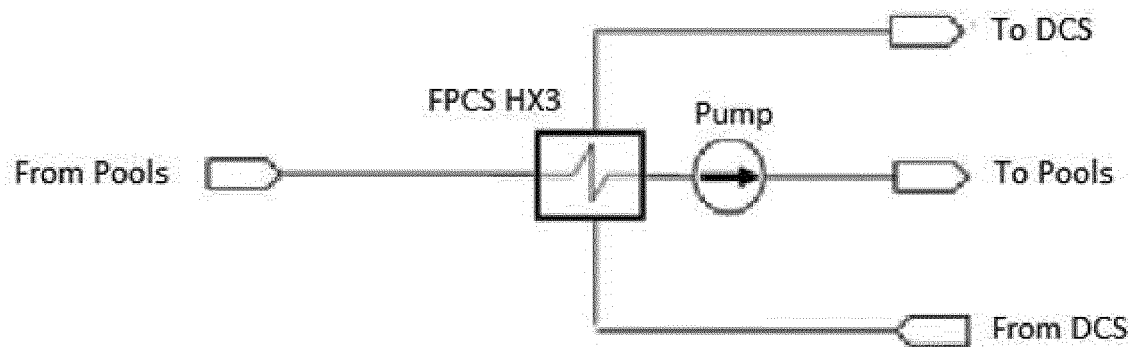 To DCS
FPCS HX3
Pump
From Pools
To Pools
From DCS